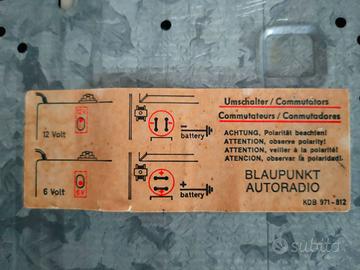 Umschalter / Commutators
Commutateurs / Conmutadores
ACHTUNG, Polarität beachten!
ATTENTION, observe polarity!
ATTENTION, veiller à la polarité!
ATENCION, observar la polaridad!
BLAUPUNKT
AUTORADIO
KDB 971-812
12 Volt
- battery
6 Volt
6V
+ battery
subito